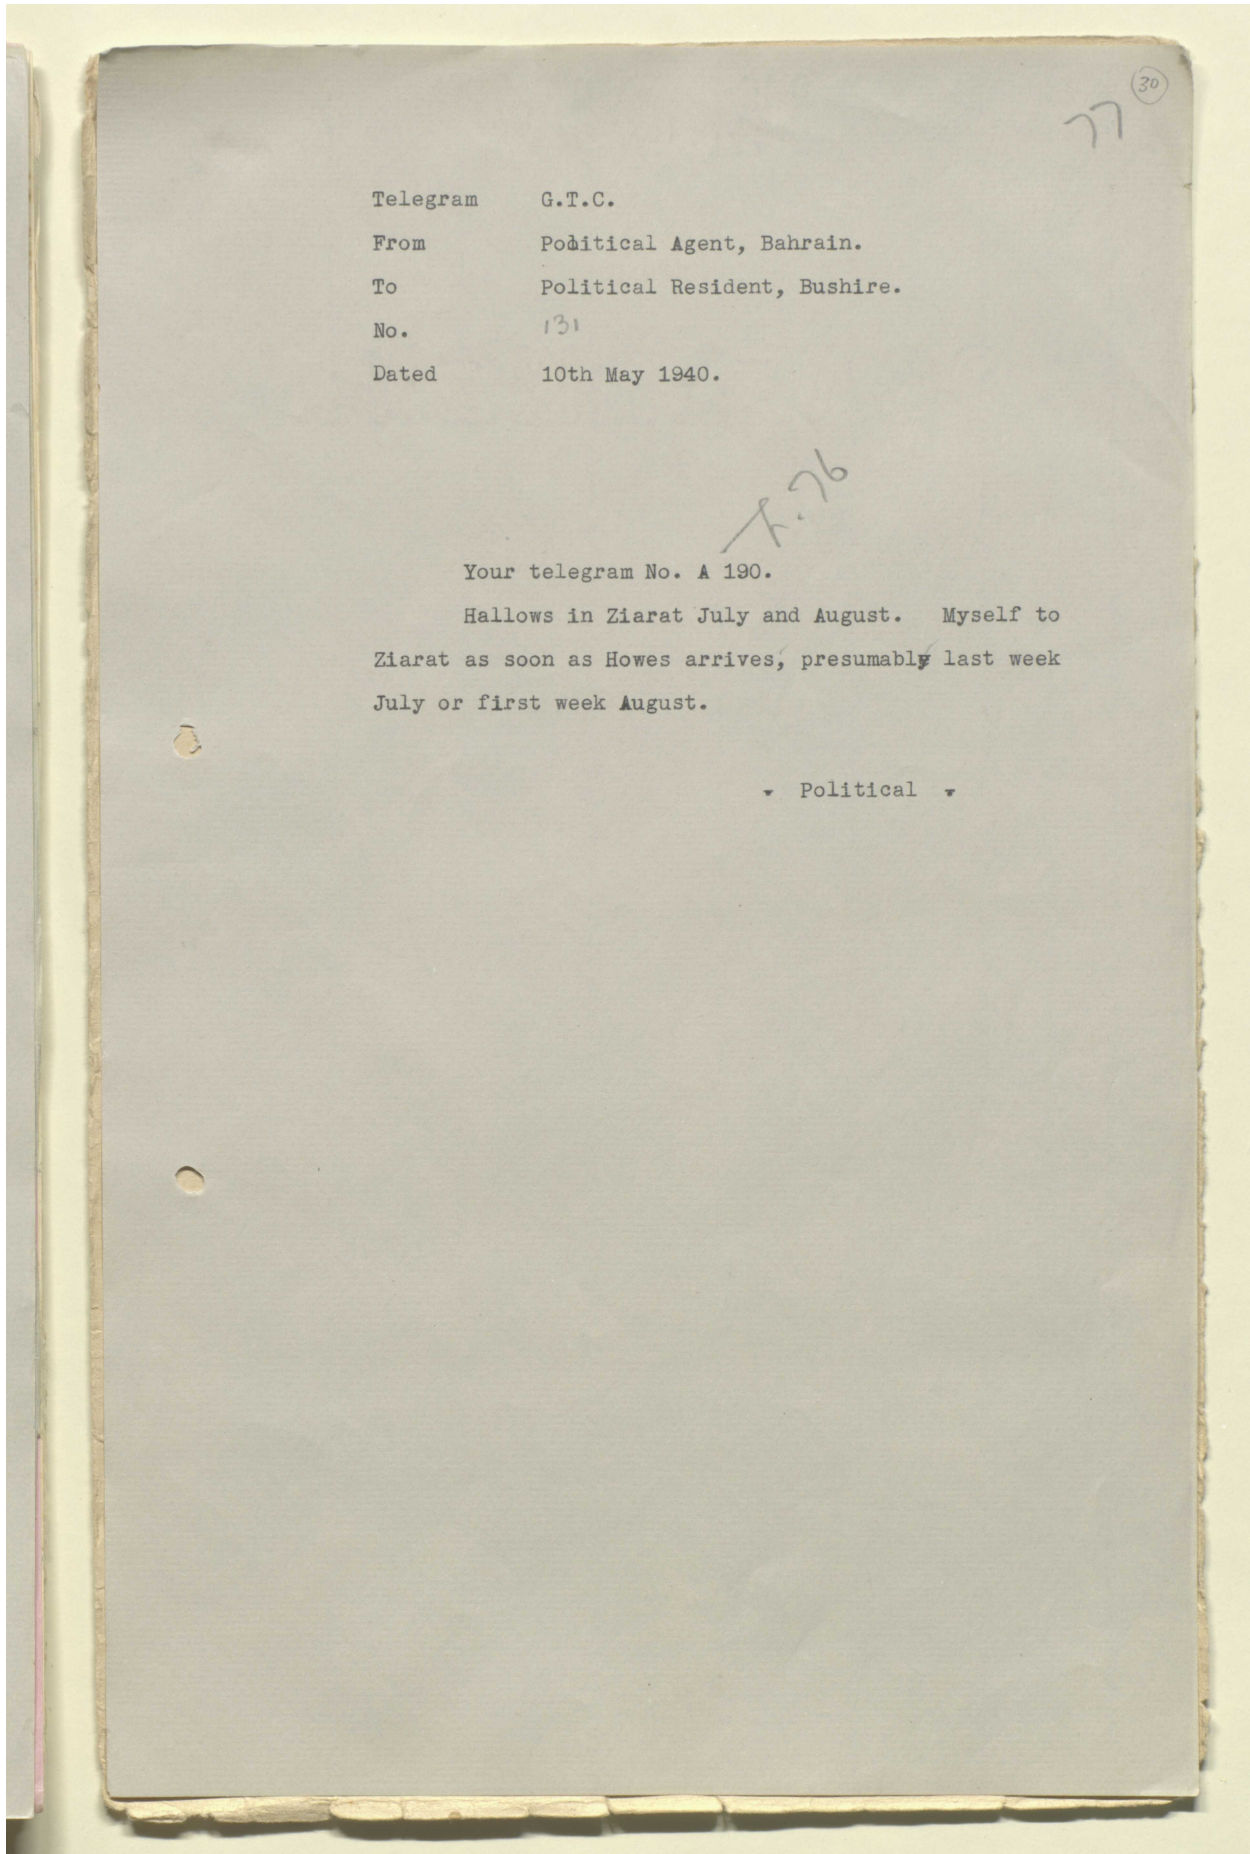 30
77
Telegram G.T.C.
From Political Agent, Bahrain.
To Political Resident, Bushire.
No. 131
Dated 10th May 1940.
76
Your telegram No. A 190.
Hallows in Ziarat July and August. Myself to
Ziarat as soon as Howes arrives, presumably last week
July or first week August.
- Political -